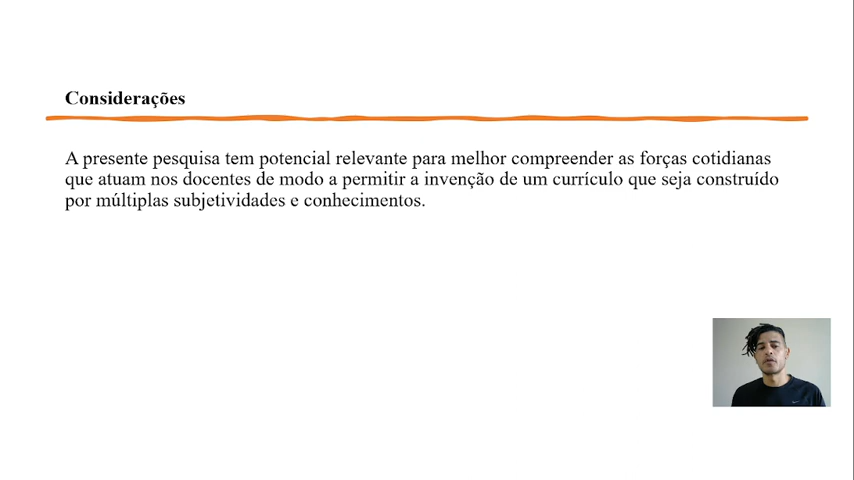 Considerações
A presente pesquisa tem potencial relevante para melhor compreender as forças cotidianas
que atuam nos docentes de modo a permitir a invenção de um currículo que seja construído
por múltiplas subjetividades e conhecimentos.